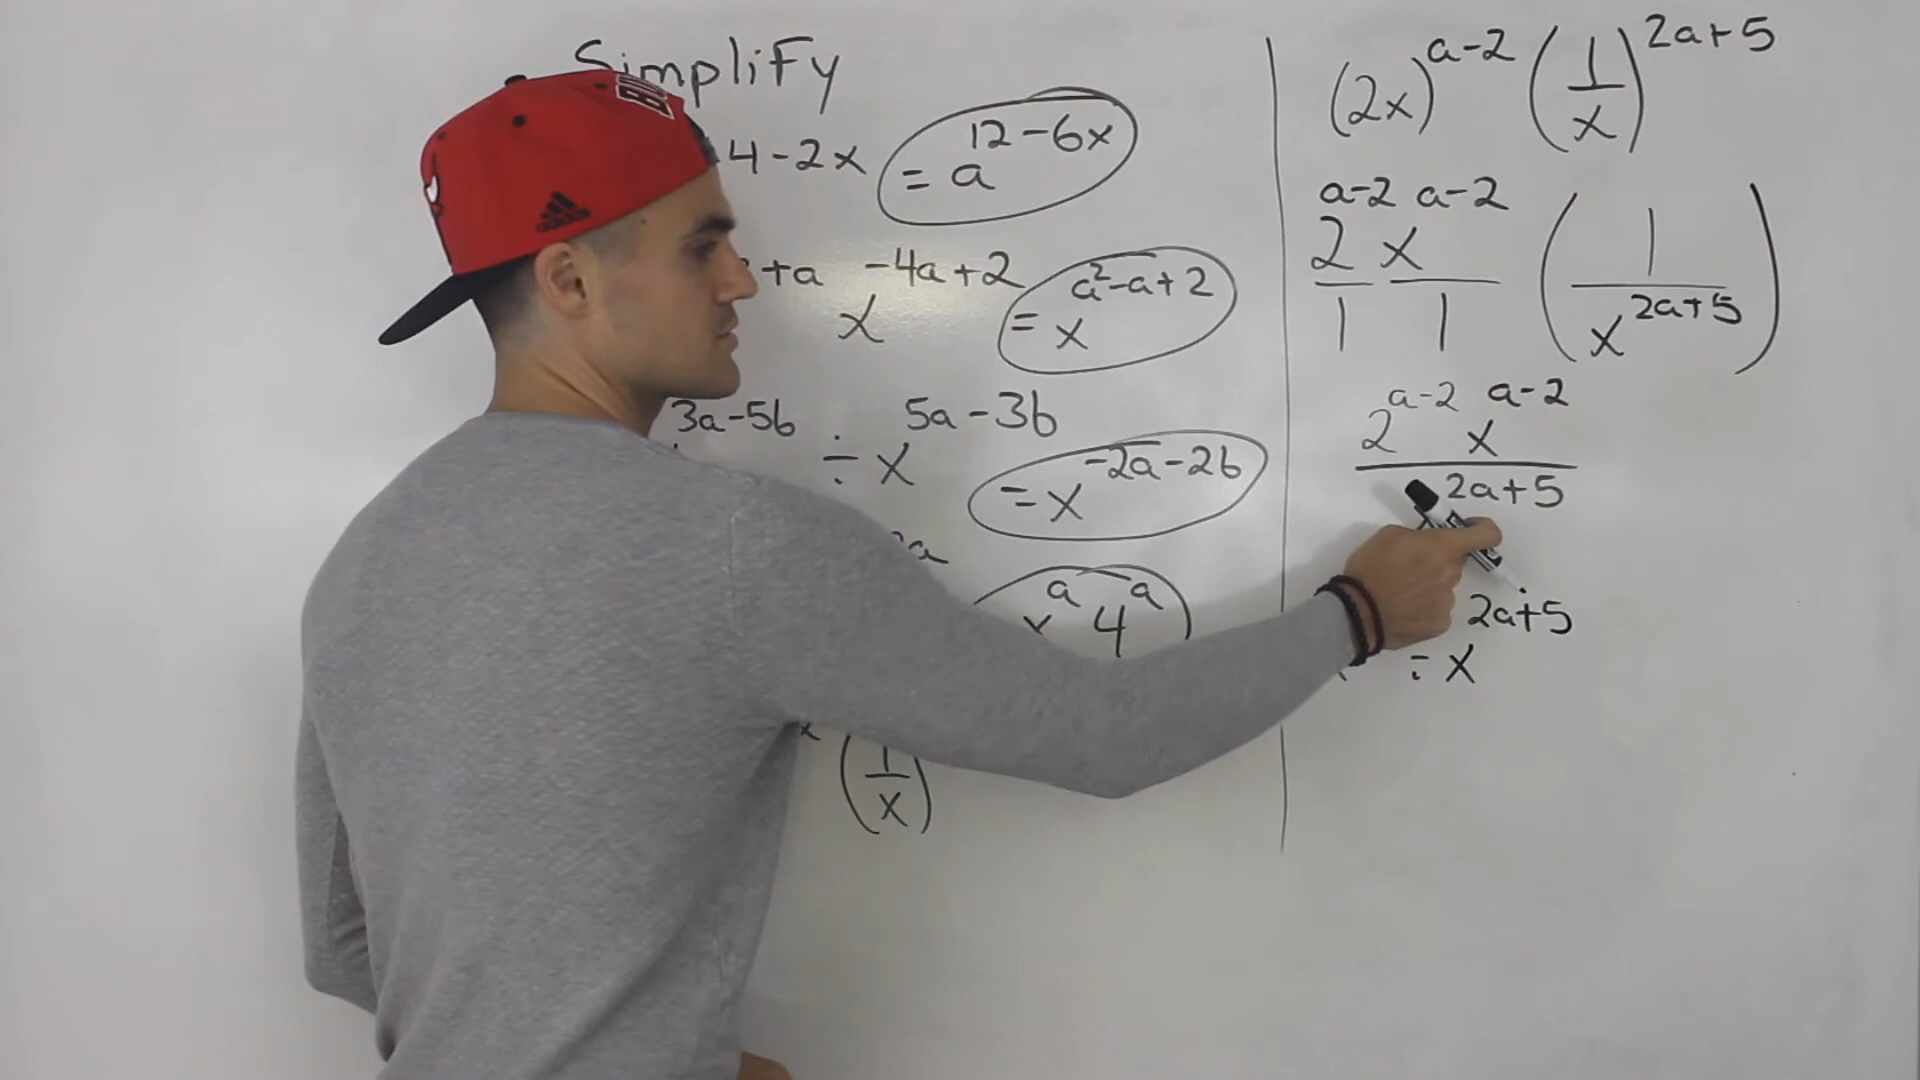 Simplify
4-2x = a^(12-6x)
+a x^(-4a+2) = x^(a²-a+2)
3a-5b ÷ x^(5a-3b) = x^(-2a-2b)
x^a 4^a
(1/x)
(2x)^(a-2) (1/x)^(2a+5)
2^(a-2)/1 x^(a-2)/1 (1/x^(2a+5))
2^(a-2) x^(a-2)
x^(2a+5)
÷ x^(2a+5)